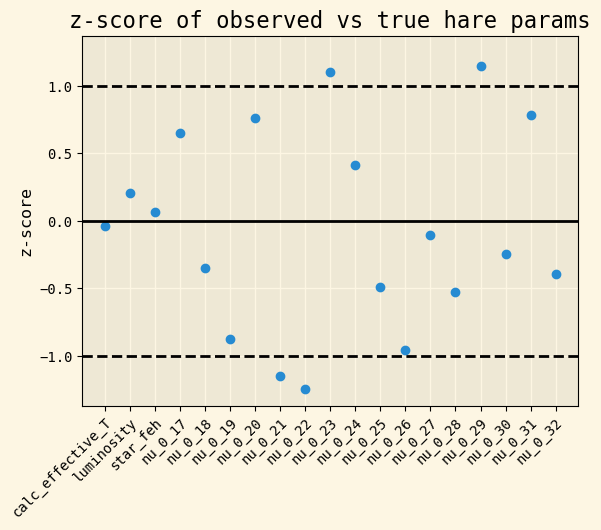 z-score of observed vs true hare params
z-score
1.0
0.5
0.0
−0.5
−1.0
calc_effective_T
luminosity
star_feh
nu_0_17
nu_0_18
nu_0_19
nu_0_20
nu_0_21
nu_0_22
nu_0_23
nu_0_24
nu_0_25
nu_0_26
nu_0_27
nu_0_28
nu_0_29
nu_0_30
nu_0_31
nu_0_32